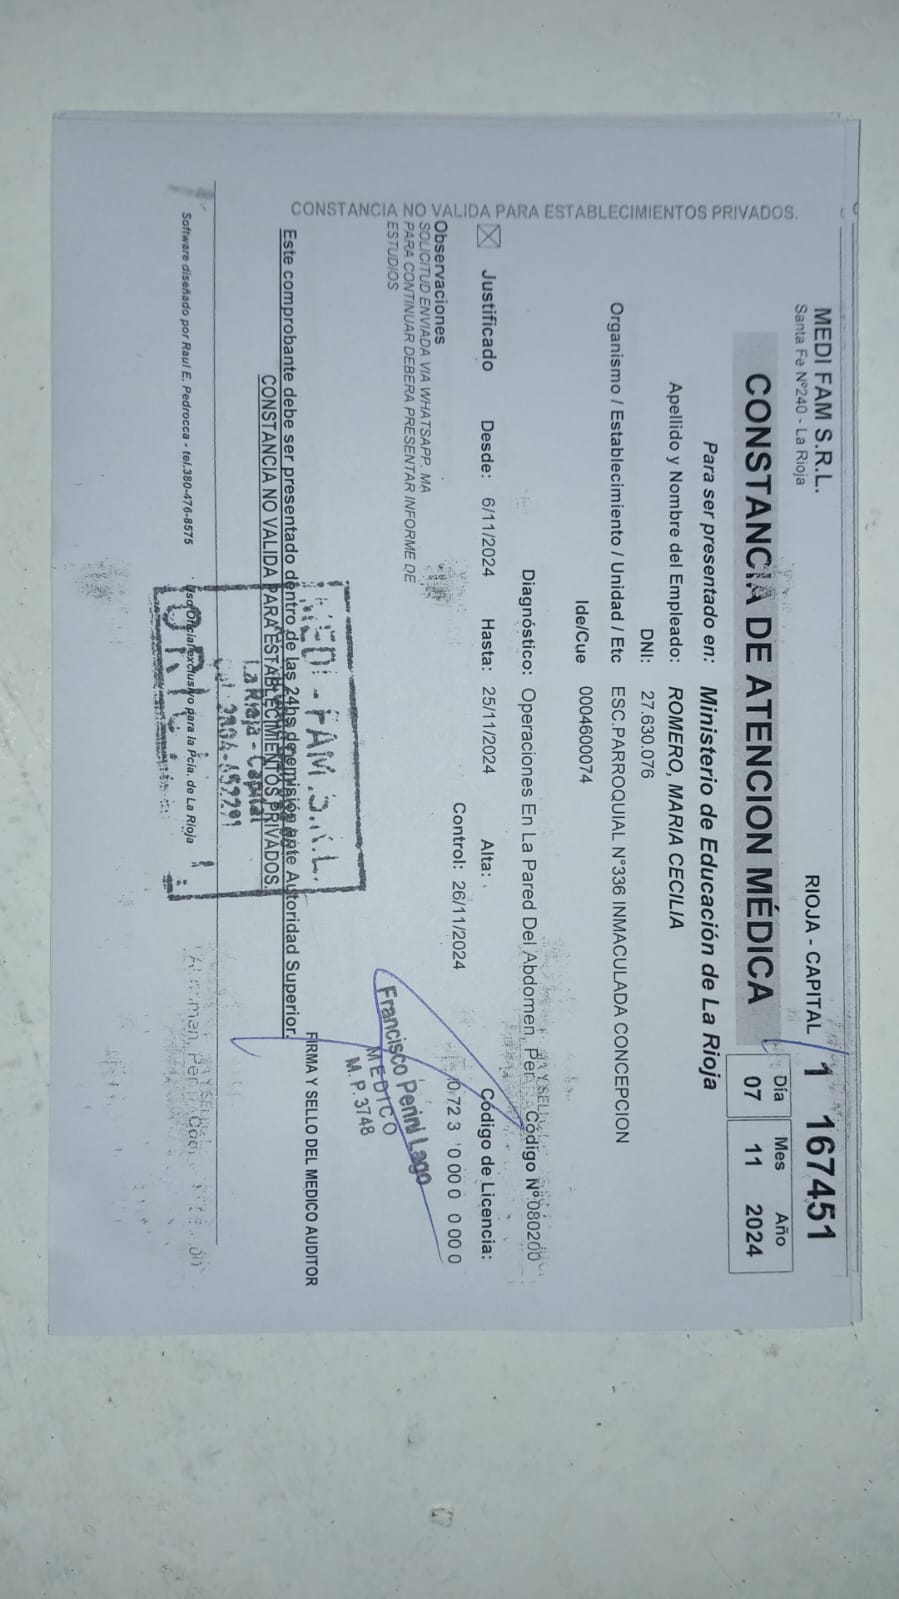 MEDI FAM S.R.L.
Santa Fe Nº240 - La Rioja
RIOJA - CAPITAL 1 167451
CONSTANCIA DE ATENCION MÉDICA
Día Mes Año
07 11 2024
Para ser presentado en: Ministerio de Educación de La Rioja
Apellido y Nombre del Empleado: ROMERO, MARIA CECILIA
DNI: 27.630.076
Organismo / Establecimiento / Unidad / Etc ESC.PARROQUIAL N°336 INMACULADA CONCEPCION
Ide/Cue 0004600074
Diagnóstico: Operaciones En La Pared Del Abdomen, Per Codigo Nº 080200
Justificado Desde: 6/11/2024 Hasta: 25/11/2024 Alta: Codigo de Licencia:
Control: 26/11/2024
Observaciones
SOLICITUD ENVIADA VIA WHATSAPP. MA
PARA CONTINUAR DEBERA PRESENTAR INFORME DE
ESTUDIOS
Francisco Perini Lago
MEDICO
M.P. 3748
FIRMA Y SELLO DEL MEDICO AUDITOR
MEDI - FAM S.R.L.
La Rioja - Capital
Este comprobante debe ser presentado dentro de las 24hs de emisión ante Autoridad Superior.
CONSTANCIA NO VALIDA PARA ESTABLECIMIENTOS PRIVADOS.
Software diseñado por Raul E. Pedrocca - tel.380-476-8575 Uso Oficial exclusivo para la Pcia. de La Rioja
CONSTANCIA NO VALIDA PARA ESTABLECIMIENTOS PRIVADOS.